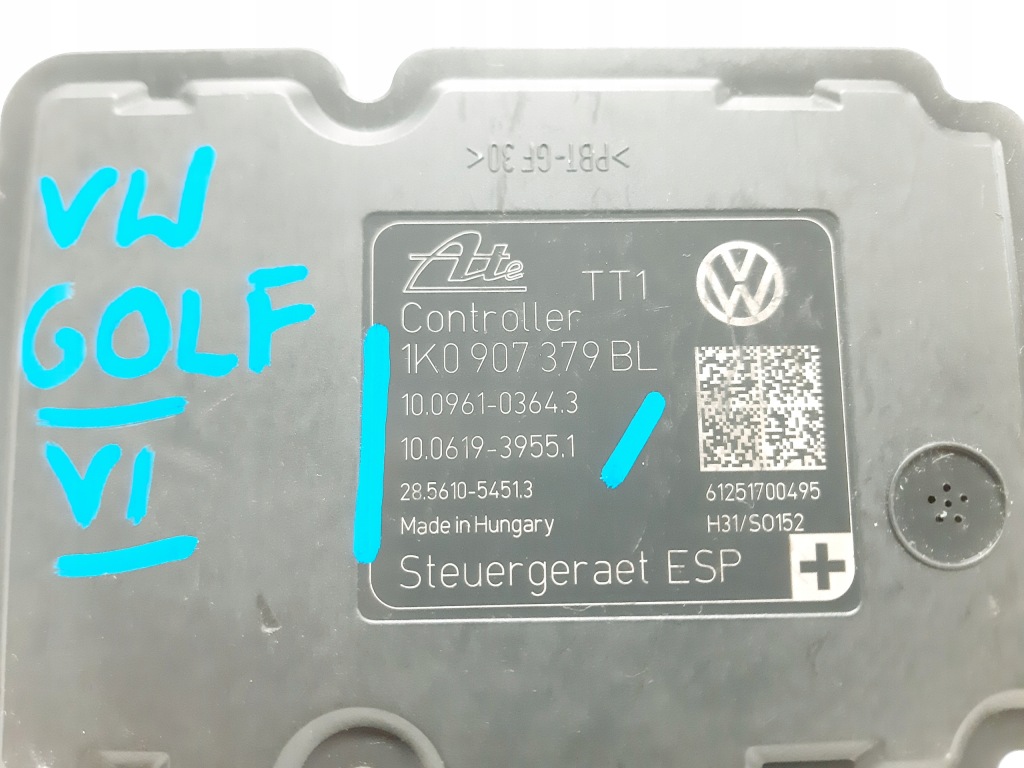 >PBT-GF30<
VW
GOLF
VI
Ate
TT1
Controller
1K0 907 379 BL
10.0961-0364.3
10.0619-3955.1
28.5610-5451.3
61251700495
Made in Hungary
H31/SO152
Steuergeraet ESP